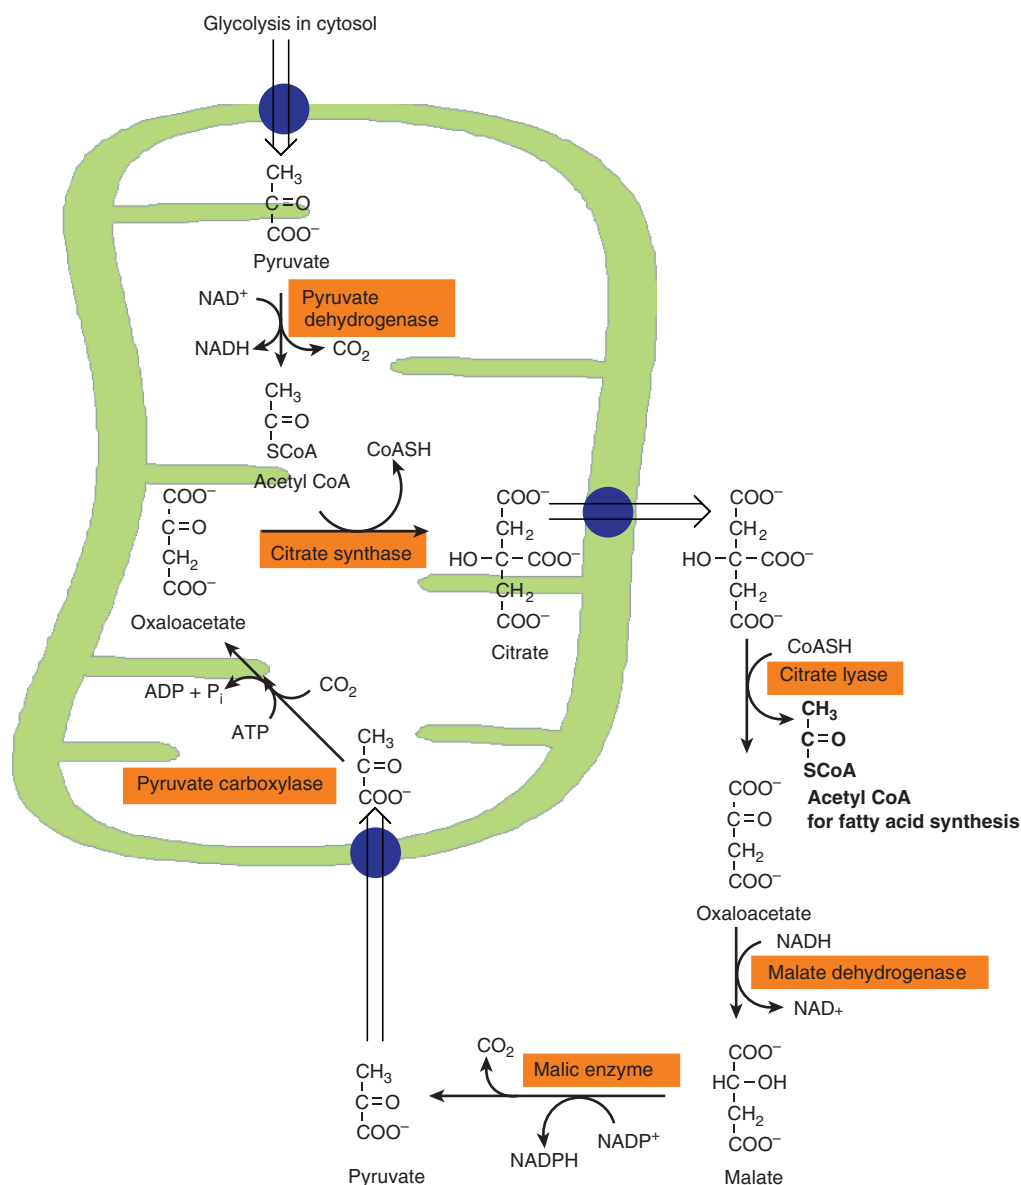 Glycolysis in cytosol
CH₃
C=O
COO⁻
Pyruvate
NAD⁺
Pyruvate
dehydrogenase
NADH
CO₂
CH₃
C=O
SCoA
Acetyl CoA
CoASH
COO⁻
C=O
CH₂
COO⁻
Oxaloacetate
Citrate synthase
COO⁻
CH₂
HO–C–COO⁻
CH₂
COO⁻
Citrate
COO⁻
CH₂
HO–C–COO⁻
CH₂
COO⁻
CoASH
Citrate lyase
CH₃
C=O
SCoA
Acetyl CoA
for fatty acid synthesis
ADP + Pᵢ
CO₂
ATP
Pyruvate carboxylase
CH₃
C=O
COO⁻
COO⁻
C=O
CH₂
COO⁻
Oxaloacetate
NADH
Malate dehydrogenase
NAD+
COO⁻
HC–OH
CH₂
COO⁻
Malate
CO₂
Malic enzyme
NADPH
NADP⁺
CH₃
C=O
COO⁻
Pyruvate